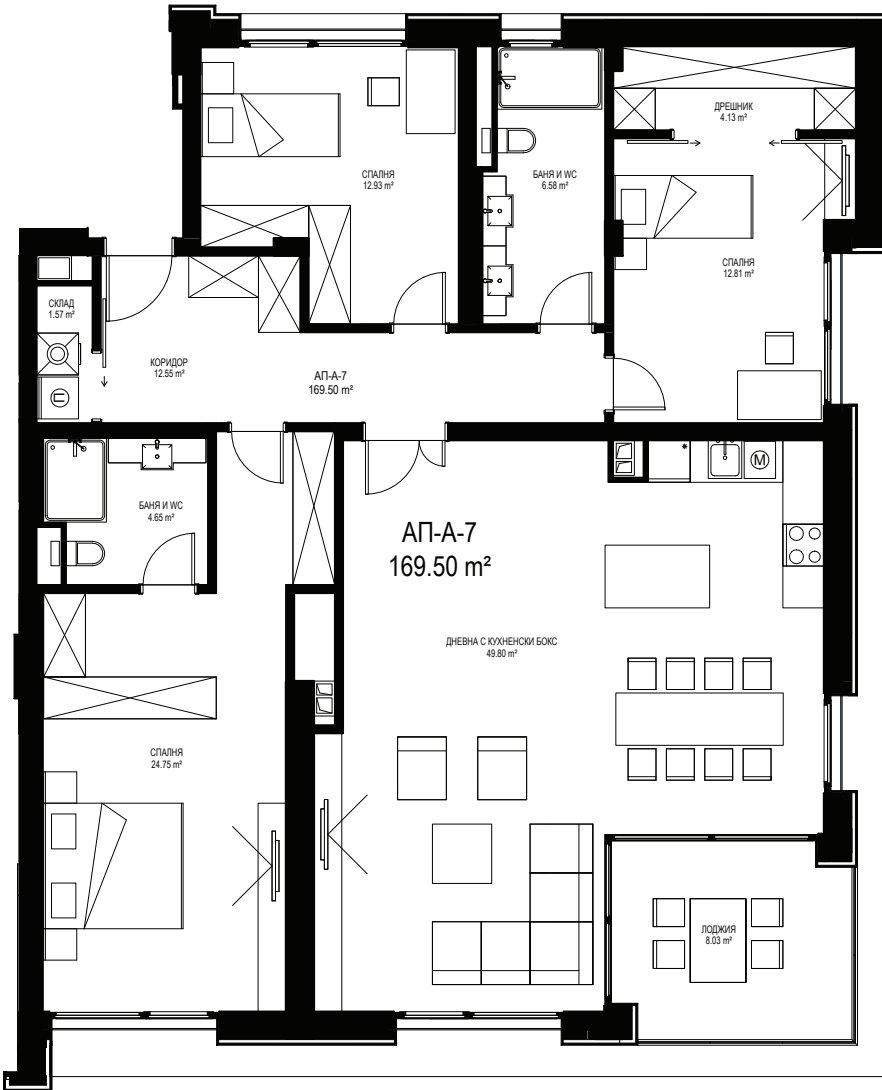 ДРЕШНИК
4.13 m²
СПАЛНЯ
12.93 m²
БАНЯ И WC
6.58 m²
СПАЛНЯ
12.81 m²
СКЛАД
1.57 m²
КОРИДОР
12.55 m²
АП-А-7
169.50 m²
П
БАНЯ И WC
4.65 m²
М
АП-А-7
169.50 m²
ДНЕВНА С КУХНЕНСКИ БОКС
49.80 m²
СПАЛНЯ
24.75 m²
ЛОДЖИЯ
8.03 m²